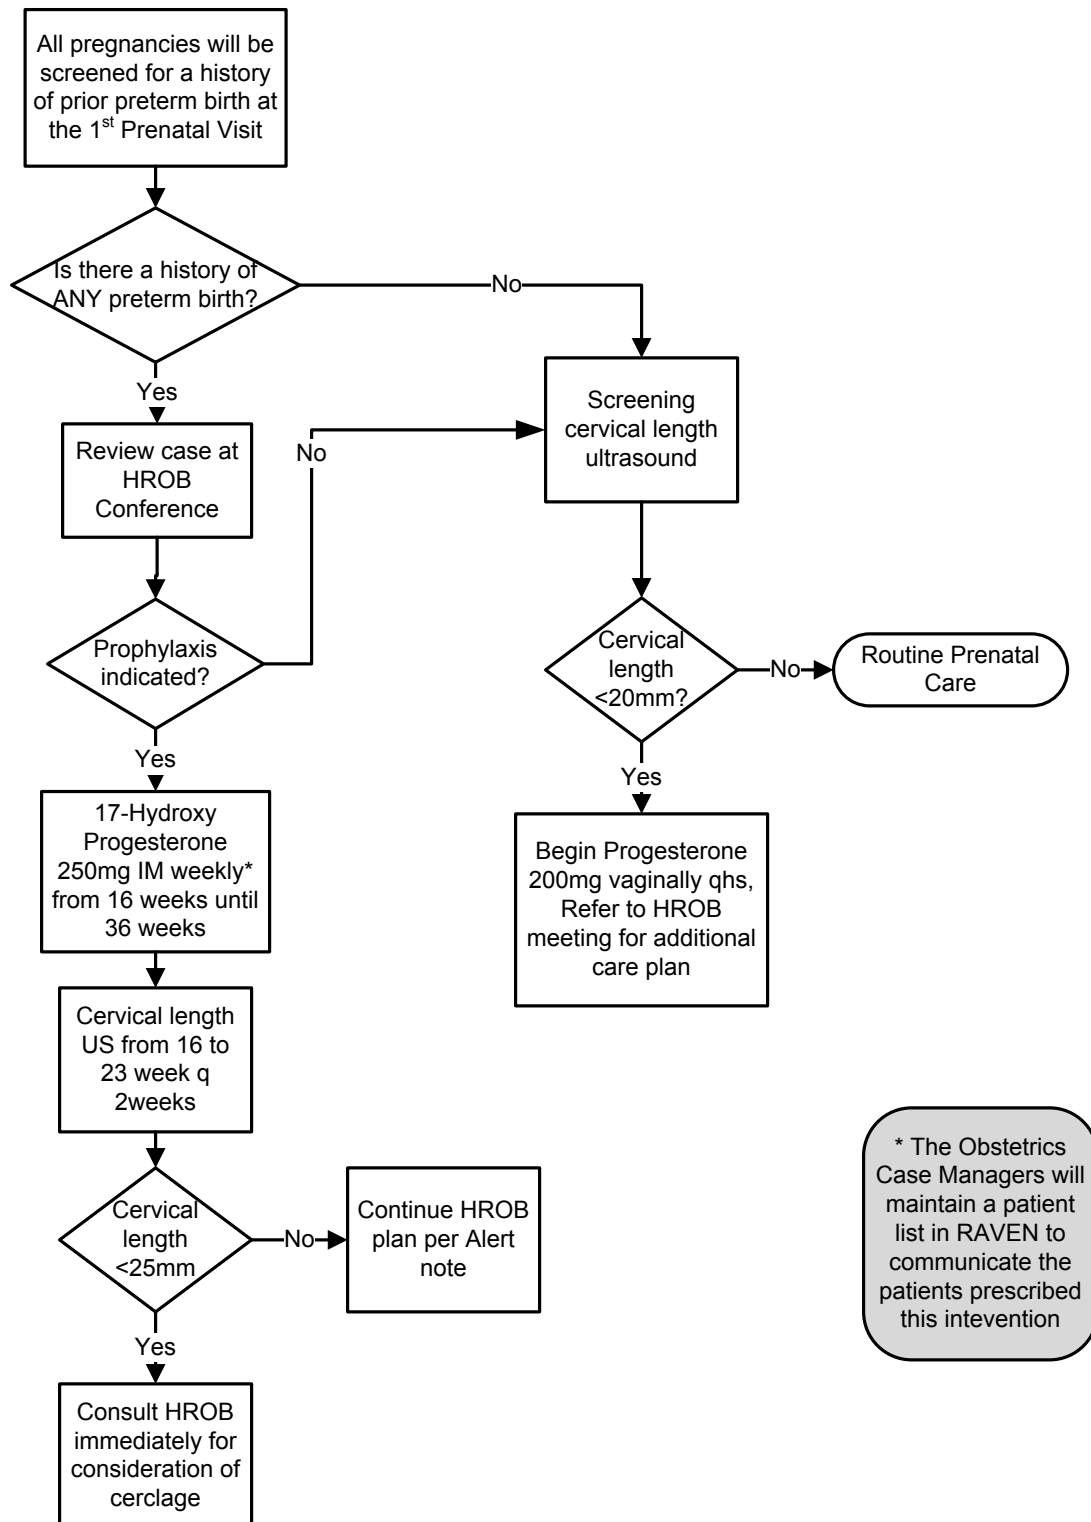 All pregnancies will be
screened for a history
of prior preterm birth at
the 1st Prenatal Visit
Is there a history of
ANY preterm birth?
No
Yes
Review case at
HROB
Conference
No
Screening
cervical length
ultrasound
Prophylaxis
indicated?
Cervical
length
<20mm?
No
Routine Prenatal
Care
Yes
Yes
17-Hydroxy
Progesterone
250mg IM weekly*
from 16 weeks until
36 weeks
Begin Progesterone
200mg vaginally qhs,
Refer to HROB
meeting for additional
care plan
Cervical length
US from 16 to
23 week q
2weeks
Cervical
length
<25mm
No
Continue HROB
plan per Alert
note
Yes
Consult HROB
immediately for
consideration of
cerclage
* The Obstetrics
Case Managers will
maintain a patient
list in RAVEN to
communicate the
patients prescribed
this intevention